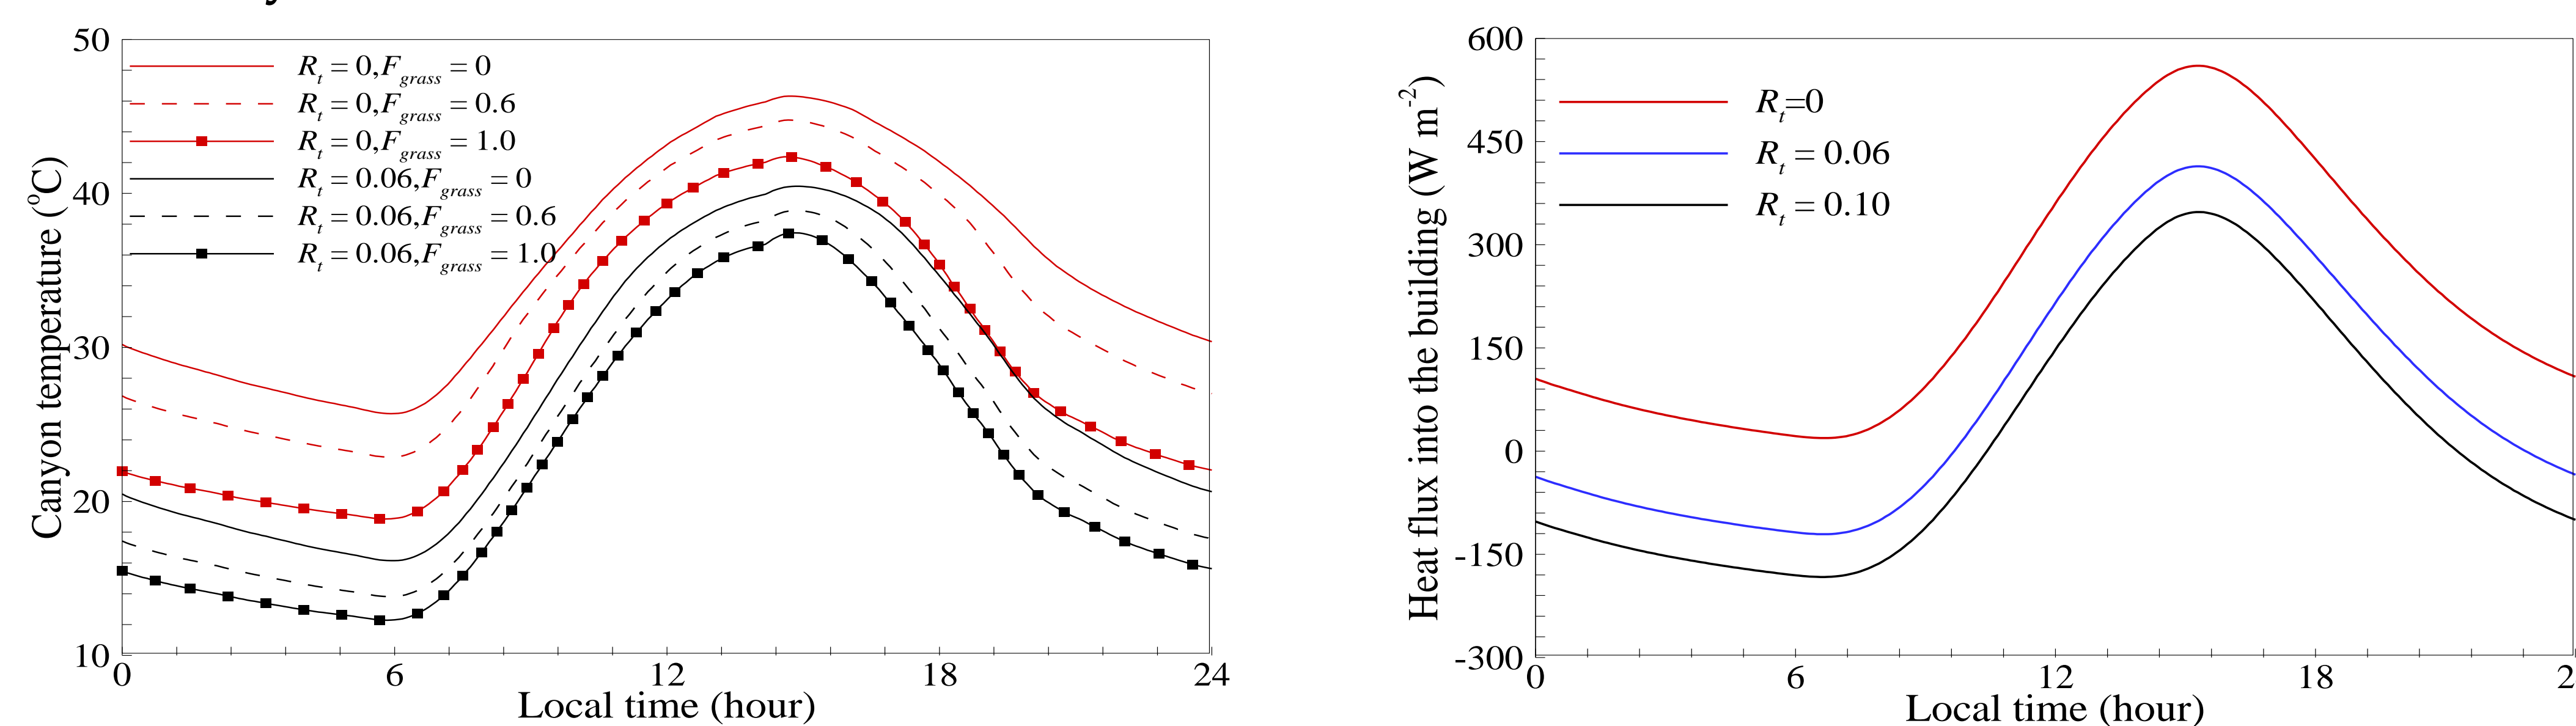 50
R_t = 0,F_grass = 0
R_t = 0,F_grass = 0.6
R_t = 0,F_grass = 1.0
R_t = 0.06,F_grass = 0
R_t = 0.06,F_grass = 0.6
R_t = 0.06,F_grass = 1.0
40
30
20
10
Canyon temperature (°C)
0 6 12 18 24
Local time (hour)
600
R_t=0
450
R_t = 0.06
R_t = 0.10
300
150
0
-150
-300
Heat flux into the building (W m⁻²)
0 6 12 18
Local time (hour)